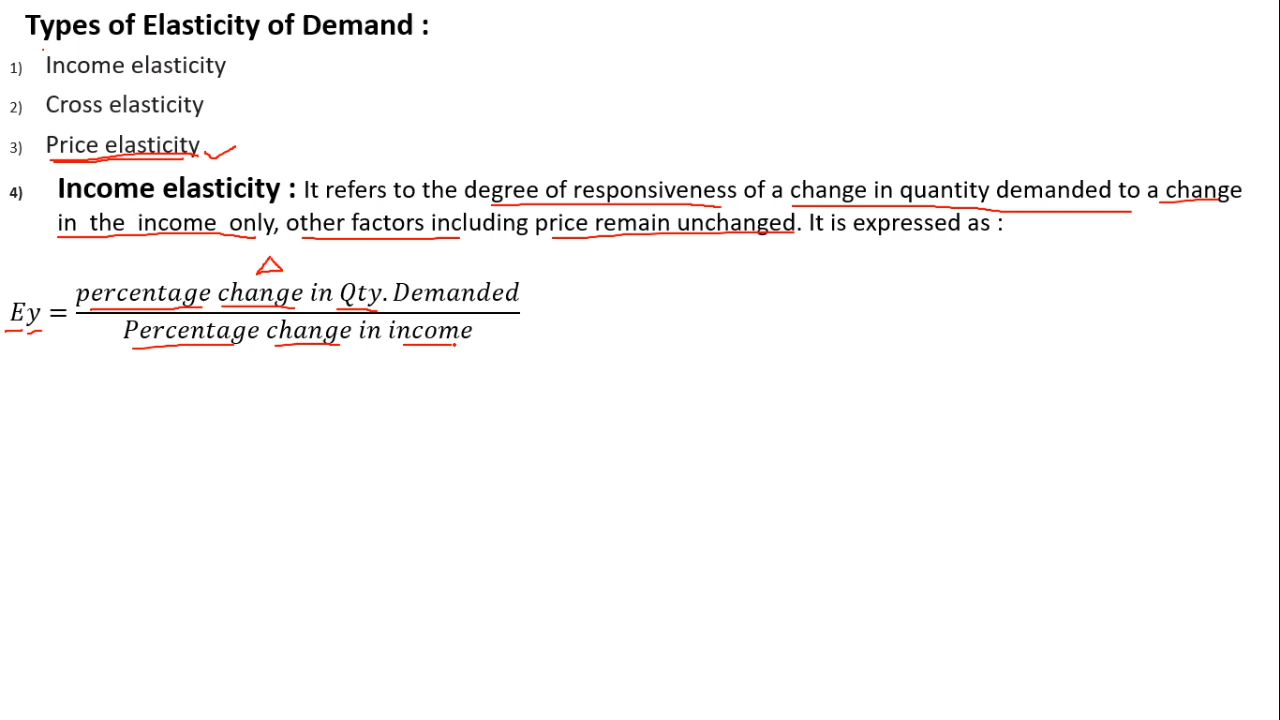 Types of Elasticity of Demand :
1) Income elasticity
2) Cross elasticity
3) Price elasticity
4) Income elasticity : It refers to the degree of responsiveness of a change in quantity demanded to a change
in the income only, other factors including price remain unchanged. It is expressed as :
Δ
percentage change in Qty. Demanded
Ey =
Percentage change in income